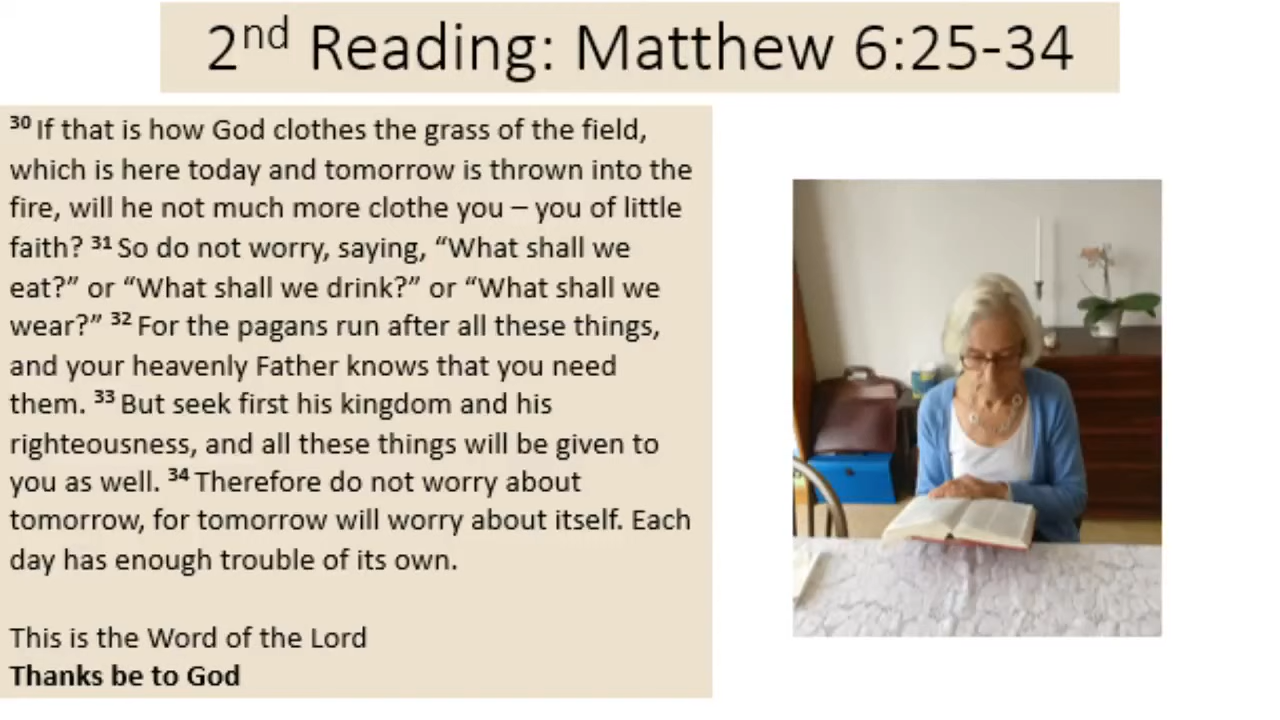 2nd Reading: Matthew 6:25-34
30 If that is how God clothes the grass of the field,
which is here today and tomorrow is thrown into the
fire, will he not much more clothe you – you of little
faith? 31 So do not worry, saying, “What shall we
eat?” or “What shall we drink?” or “What shall we
wear?” 32 For the pagans run after all these things,
and your heavenly Father knows that you need
them. 33 But seek first his kingdom and his
righteousness, and all these things will be given to
you as well. 34 Therefore do not worry about
tomorrow, for tomorrow will worry about itself. Each
day has enough trouble of its own.
This is the Word of the Lord
Thanks be to God